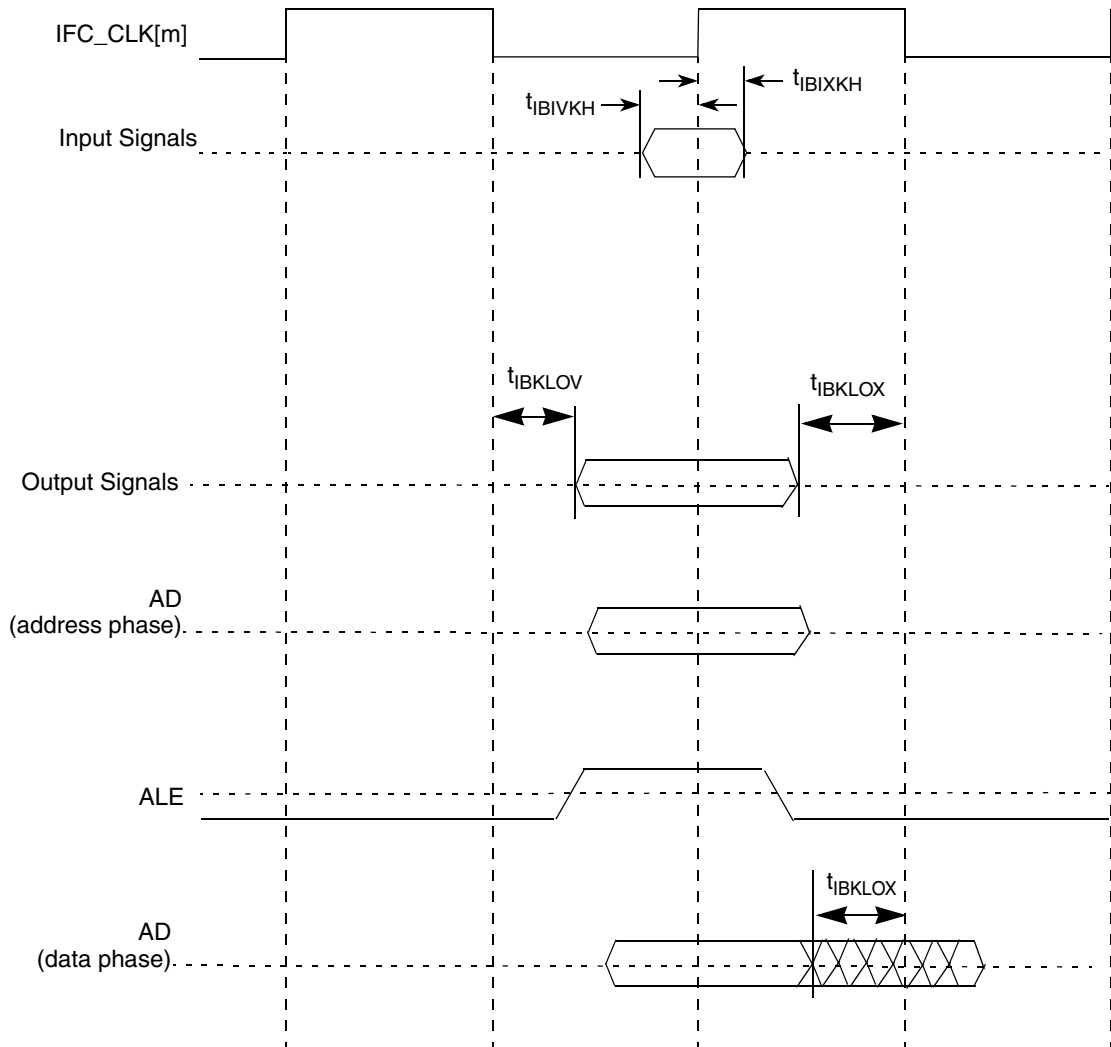 IFC_CLK[m]
tIBIXKH
tIBIVKH
Input Signals
tIBKLOV
tIBKLOX
Output Signals
AD
(address phase)
ALE
tIBKLOX
AD
(data phase)